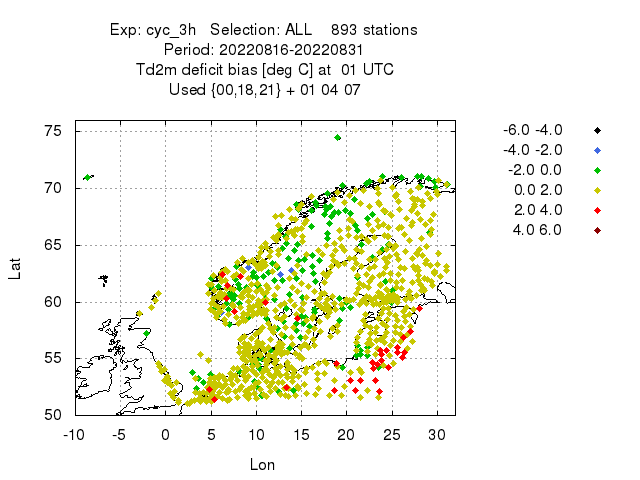 Exp: cyc_3h Selection: ALL 893 stations
Period: 20220816-20220831
Td2m deficit bias [deg C] at 01 UTC
Used {00,18,21} + 01 04 07
-6.0 -4.0
-4.0 -2.0
-2.0 0.0
0.0 2.0
2.0 4.0
4.0 6.0
75
70
65
60
55
50
Lat
-10 -5 0 5 10 15 20 25 30
Lon